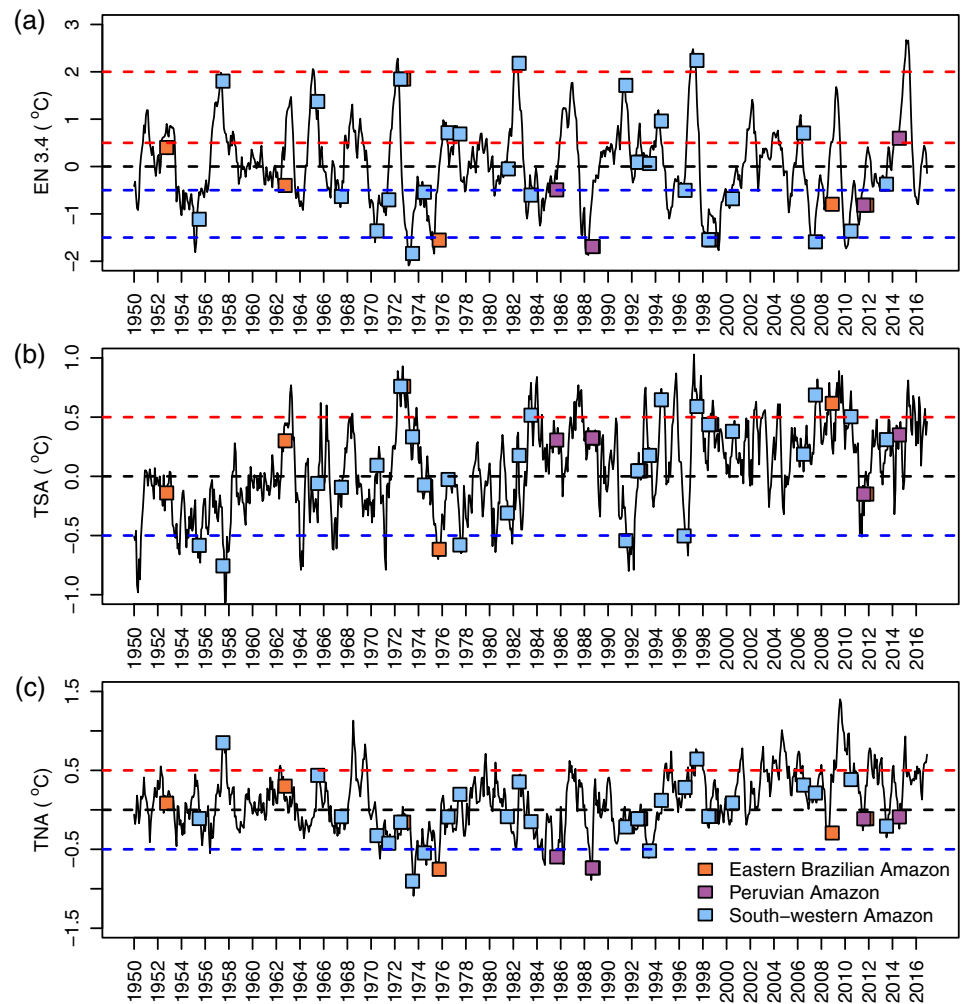 (a)
EN 3.4 ( °C)
3
2
1
0
−1
−2
1950 1952 1954 1956 1958 1960 1962 1964 1966 1968 1970 1972 1974 1976 1978 1980 1982 1984 1986 1988 1990 1992 1994 1996 1998 2000 2002 2004 2006 2008 2010 2012 2014 2016
(b)
TSA ( °C)
1.0
0.5
0.0
−0.5
−1.0
1950 1952 1954 1956 1958 1960 1962 1964 1966 1968 1970 1972 1974 1976 1978 1980 1982 1984 1986 1988 1990 1992 1994 1996 1998 2000 2002 2004 2006 2008 2010 2012 2014 2016
(c)
TNA ( °C)
1.5
0.5
−0.5
−1.5
Eastern Brazilian Amazon
Peruvian Amazon
South−western Amazon
1950 1952 1954 1956 1958 1960 1962 1964 1966 1968 1970 1972 1974 1976 1978 1980 1982 1984 1986 1988 1990 1992 1994 1996 1998 2000 2002 2004 2006 2008 2010 2012 2014 2016